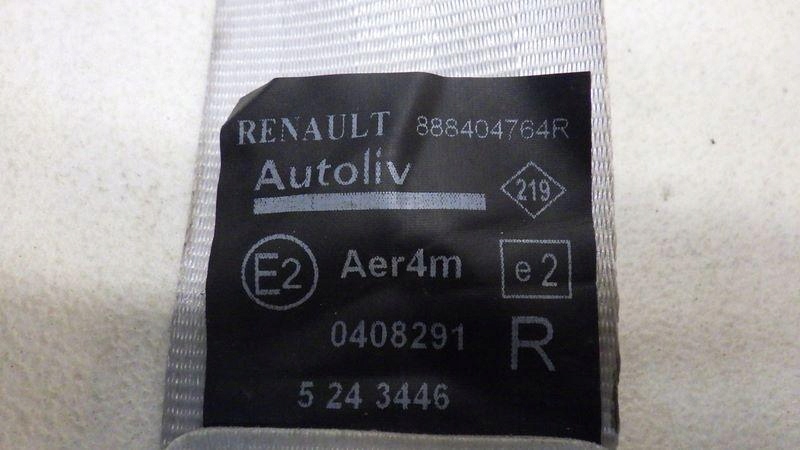 RENAULT 888404764R
Autoliv 219
E2 Aer4m e2
0408291 R
5 24 3446